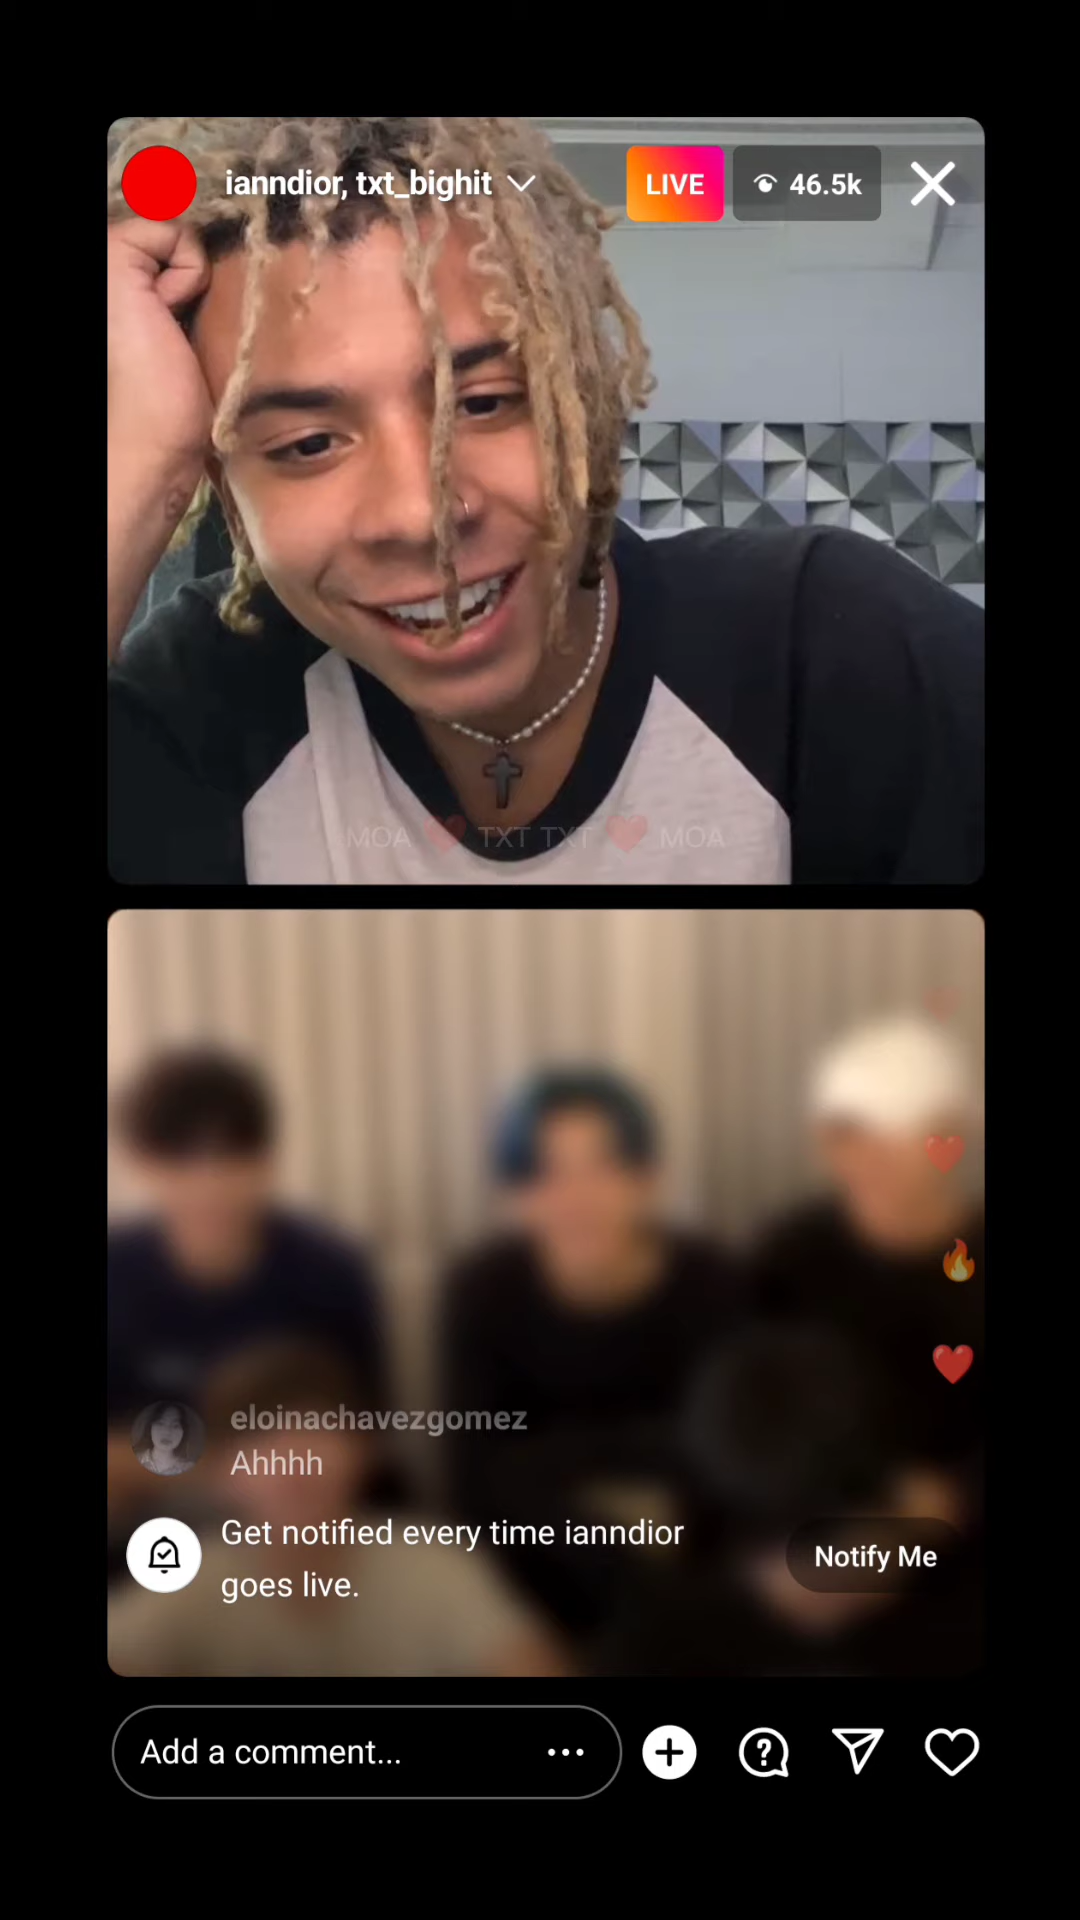 ianndior, txt_bighit
LIVE
46.5k
MOA ❤️ TXT TXT ❤️ MOA
eloinachavezgomez
Ahhhh
Get notified every time ianndior
goes live.
Notify Me
Add a comment...